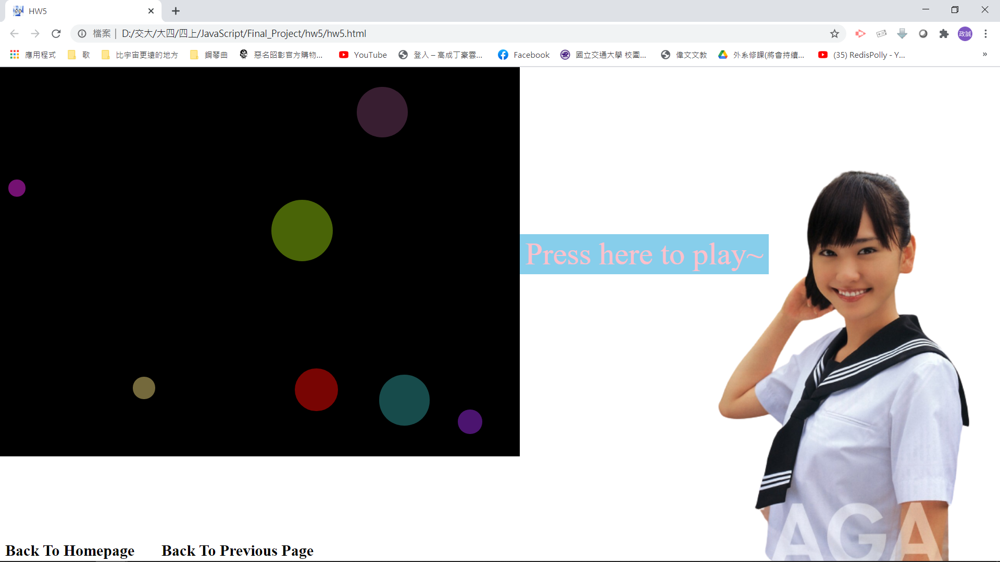 HW5
檔案 | D:/交大/大四/四上/JavaScript/Final_Project/hw5/hw5.html
政誠
應用程式 歌 比宇宙更遠的地方 鋼琴曲 惡名昭彰官方購物... YouTube 登入 – 高成丁豪雲... Facebook 國立交通大學 校園... 偉文文教 外系修課(將會持續... (35) RedisPolly - Y... »
Press here to play~
AGA
Back To Homepage Back To Previous Page